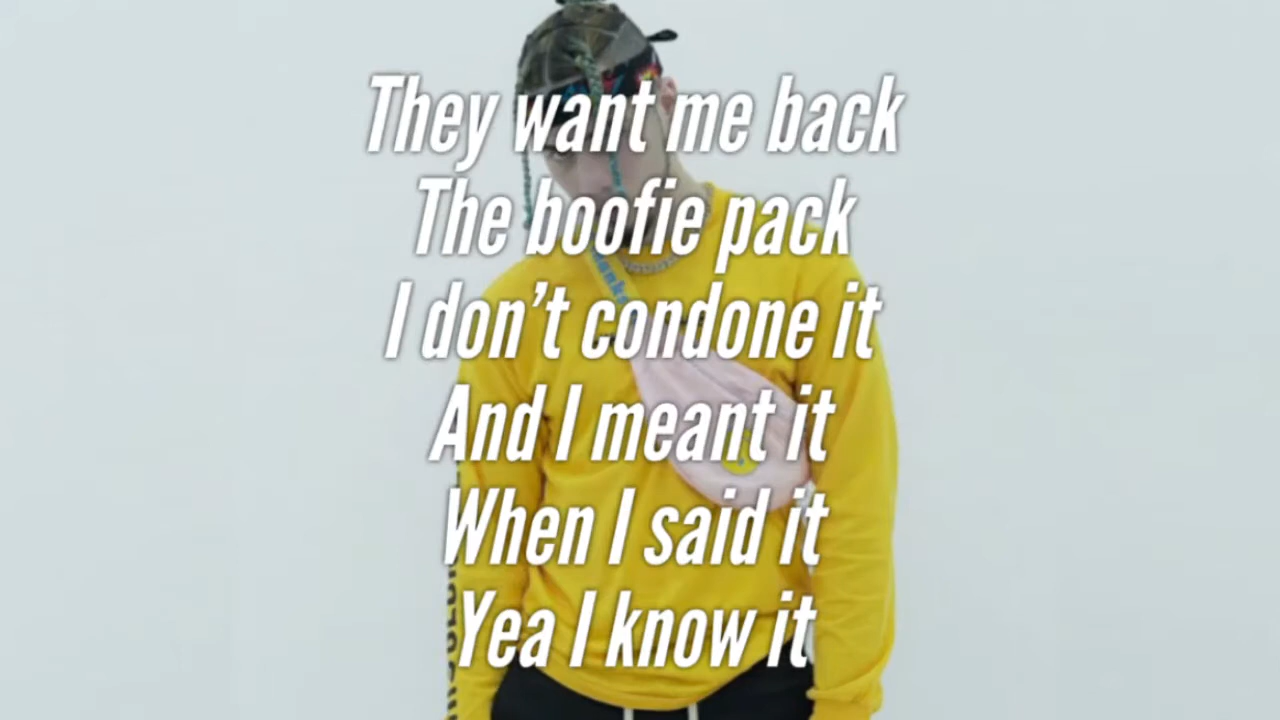 They want me back
The boofie pack
I don't condone it
And I meant it
When I said it
Yea I know it